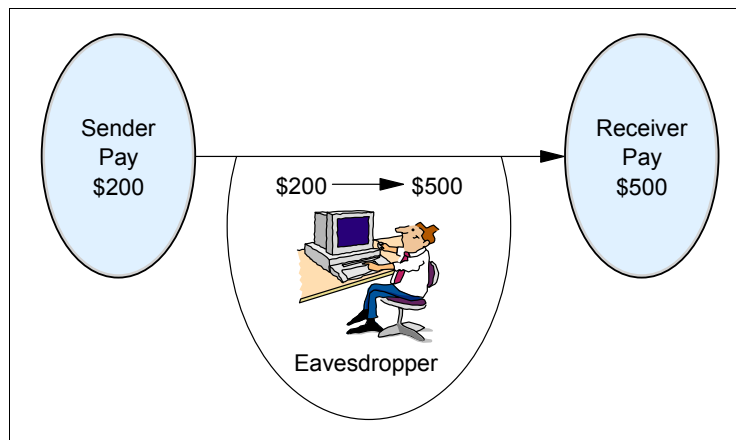 Sender
Pay
$200
Receiver
Pay
$500
$200 $500
Eavesdropper